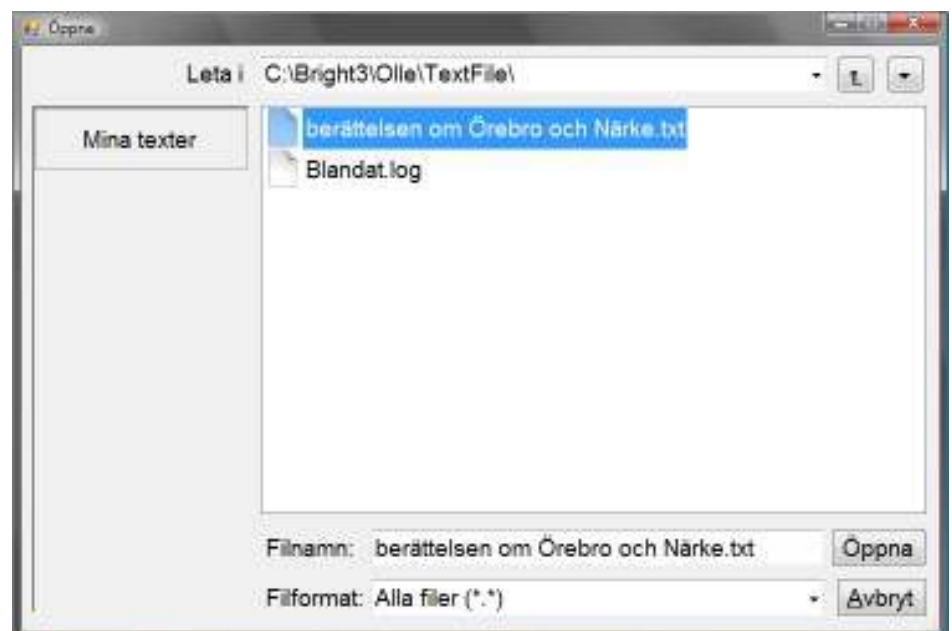 Öppna
Leta i C:\Bright3\Olle\TextFile\
Mina texter
berättelsen om Örebro och Närke.txt
Blandat.log
Filnamn: berättelsen om Örebro och Närke.txt Öppna
Filformat: Alla filer (*.*) Avbryt